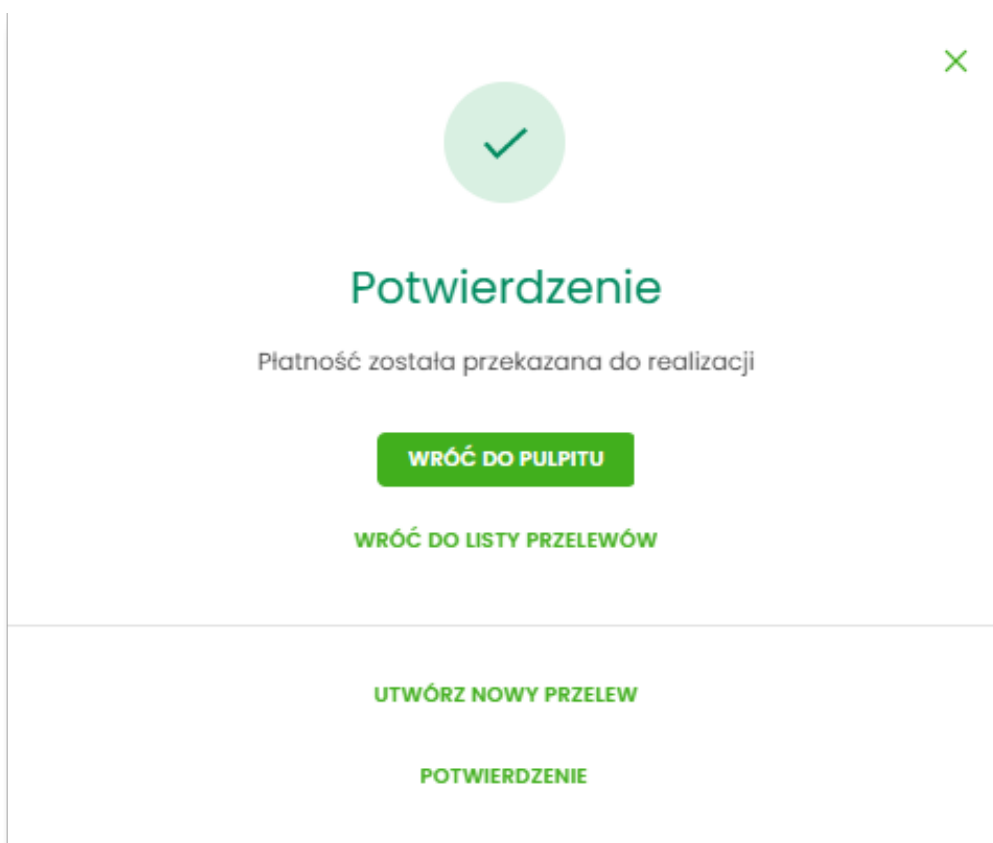 Potwierdzenie
Płatność została przekazana do realizacji
WRÓĆ DO PULPITU
WRÓĆ DO LISTY PRZELEWÓW
UTWÓRZ NOWY PRZELEW
POTWIERDZENIE